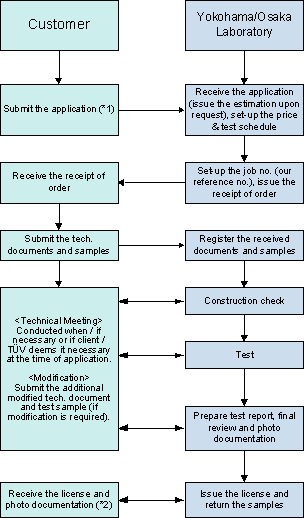 Customer
Yokohama/Osaka
Laboratory
Submit the application (*1)
Receive the application
(issue the estimation upon
request), set-up the price
& test schedule
Receive the receipt of
order
Set-up the job no. (our
reference no.), issue the
receipt of order
Submit the tech.
documents and samples
Register the received
documents and samples
<Technical Meeting>
Conducted when / if
necessary or if client /
TÜV deems it necessary
at the time of application.
<Modification>
Submit the additional
modified tech. document
and test sample (if
modification is required).
Construction check
Test
Prepare test report, final
review and photo
documentation
Receive the license and
photo documentation (*2)
Issue the license and
return the samples